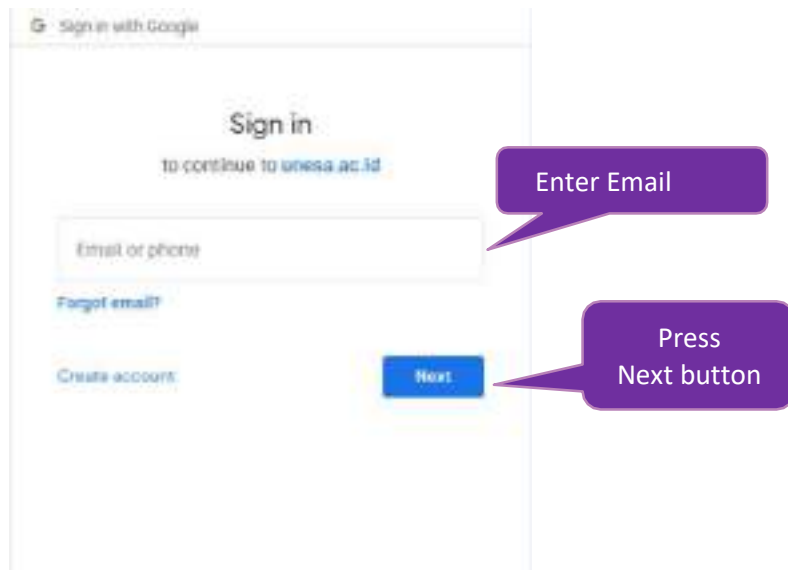 Sign in with Google
Sign in
to continue to unesa.ac.id
Enter Email
Email or phone
Forgot email?
Press
Next button
Create account
Next